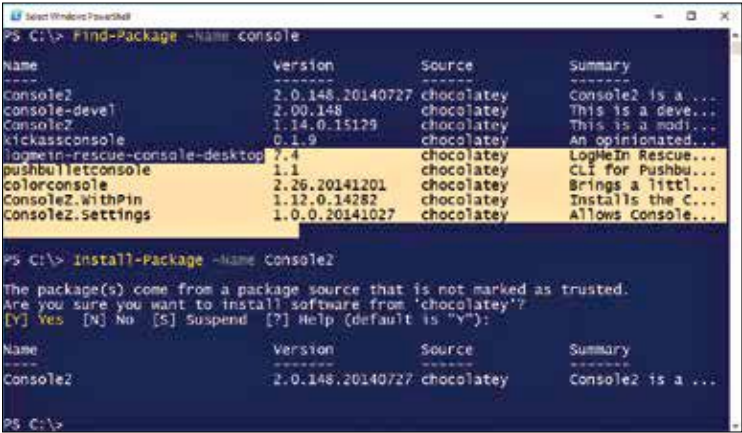 Select Windows PowerShell
PS C:\> Find-Package -Name console
Name Version Source Summary
---- ------- ------ -------
Console2 2.0.148.20140727 chocolatey Console2 is a ...
console-devel 2.00.148 chocolatey This is a deve...
ConsoleZ 1.14.0.15129 chocolatey This is a modi...
kickassconsole 0.1.9 chocolatey An opinionated...
logmein-rescue-console-desktop 7.4 chocolatey LogMeIn Rescue...
pushbulletconsole 1.1 chocolatey CLI for Pushbu...
colorconsole 2.26.20141201 chocolatey Brings a littl...
ConsoleZ.WithPin 1.12.0.14282 chocolatey Installs the C...
ConsoleZ.Settings 1.0.0.20141027 chocolatey Allows Console...
PS C:\> Install-Package -Name Console2
The package(s) come from a package source that is not marked as trusted.
Are you sure you want to install software from 'chocolatey'?
[Y] Yes [N] No [S] Suspend [?] Help (default is "Y"):
Name Version Source Summary
---- ------- ------ -------
Console2 2.0.148.20140727 chocolatey Console2 is a ...
PS C:\>